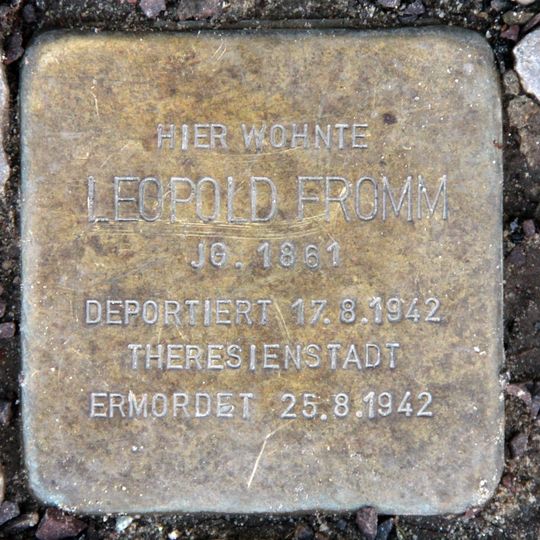 HIER WOHNTE
LEOPOLD FROMM
JG. 1861
DEPORTIERT 17.8.1942
THERESIENSTADT
ERMORDET 25.8.1942